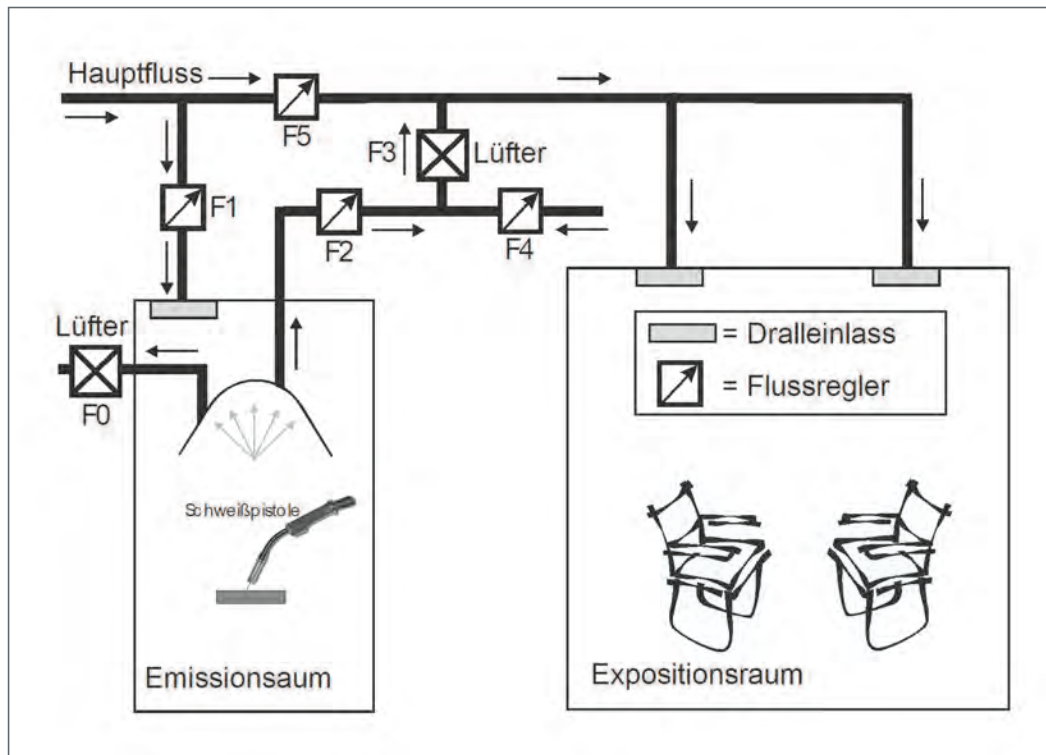 Hauptfluss
F5
F3
Lüfter
F1
F2
F4
Lüfter
F0
= Dralleinlass
= Flussregler
Schweißpistole
Emissionsaum
Expositionsraum